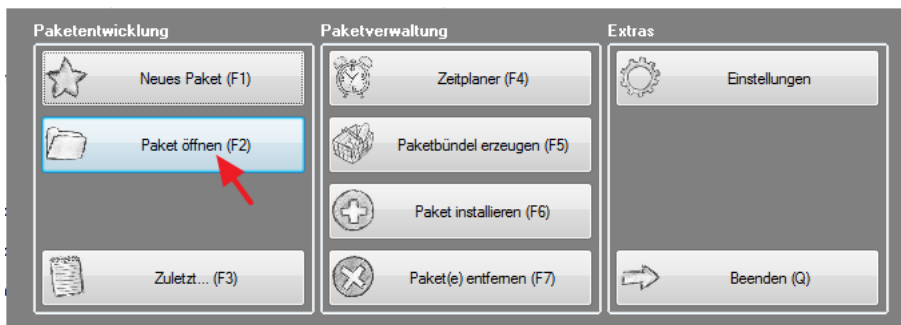 Paketentwicklung
Neues Paket (F1)
Paket öffnen (F2)
Zuletzt... (F3)
Paketverwaltung
Zeitplaner (F4)
Paketbündel erzeugen (F5)
Paket installieren (F6)
Paket(e) entfernen (F7)
Extras
Einstellungen
Beenden (Q)